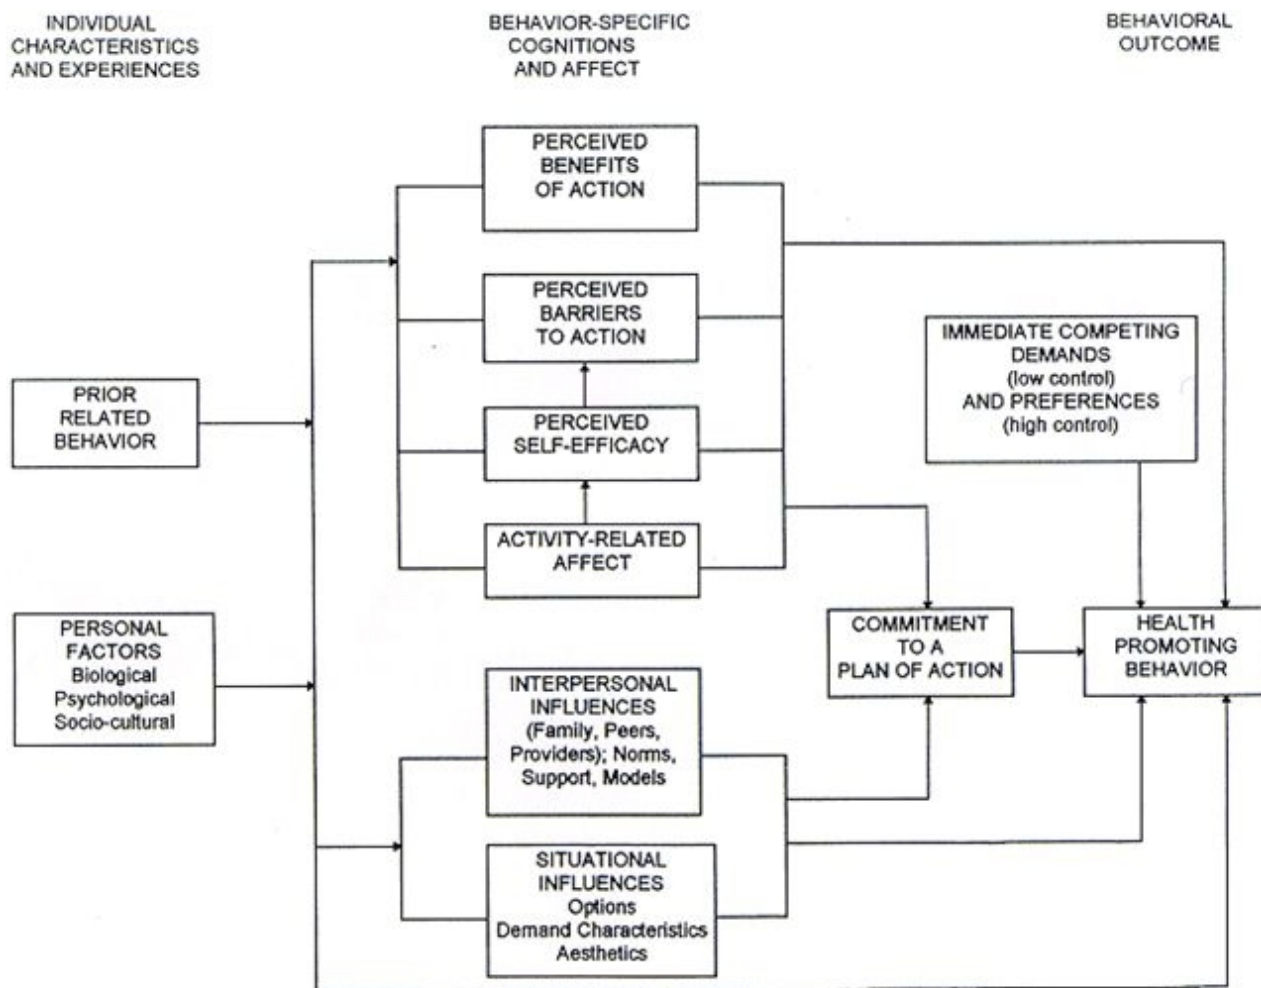 INDIVIDUAL
CHARACTERISTICS
AND EXPERIENCES
BEHAVIOR-SPECIFIC
COGNITIONS
AND AFFECT
BEHAVIORAL
OUTCOME
PERCEIVED
BENEFITS
OF ACTION
PERCEIVED
BARRIERS
TO ACTION
IMMEDIATE COMPETING
DEMANDS
(low control)
AND PREFERENCES
(high control)
PRIOR
RELATED
BEHAVIOR
PERCEIVED
SELF-EFFICACY
ACTIVITY-RELATED
AFFECT
PERSONAL
FACTORS
Biological
Psychological
Socio-cultural
COMMITMENT
TO A
PLAN OF ACTION
HEALTH
PROMOTING
BEHAVIOR
INTERPERSONAL
INFLUENCES
(Family, Peers,
Providers); Norms,
Support, Models
SITUATIONAL
INFLUENCES
Options
Demand Characteristics
Aesthetics